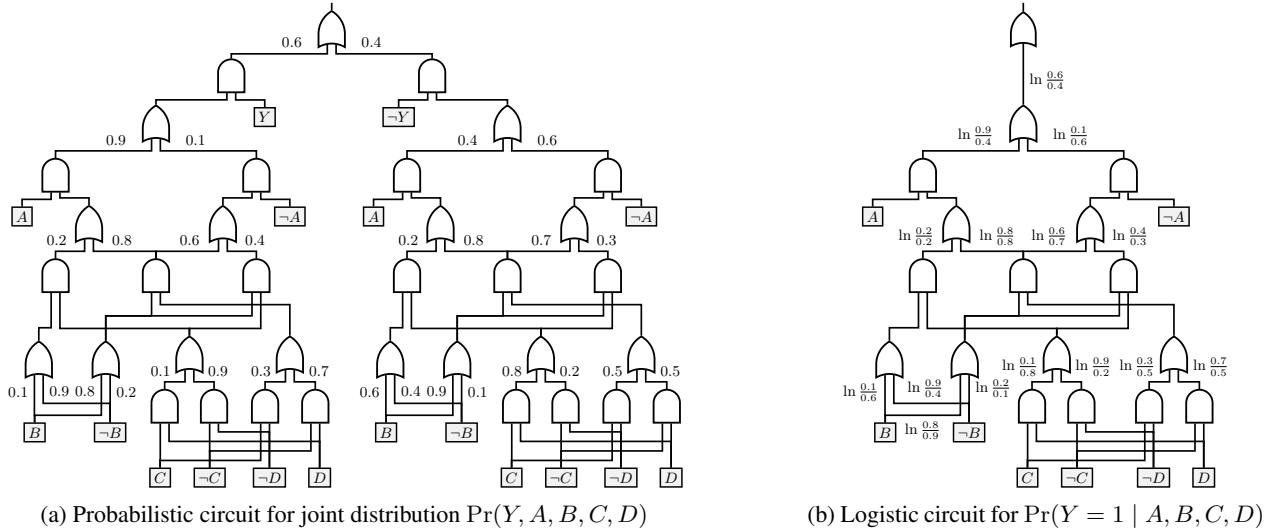 0.6 0.4
ln 0.6/0.4
Y ¬Y
0.9 0.1 0.4 0.6 ln 0.9/0.4 ln 0.1/0.6
A ¬A A ¬A A ¬A
0.2 0.8 0.6 0.4 0.2 0.8 0.7 0.3 ln 0.2/0.2 ln 0.8/0.8 ln 0.6/0.7 ln 0.4/0.3
0.1 0.9 0.3 0.7 0.8 0.2 0.5 0.5 ln 0.1/0.8 ln 0.9/0.2 ln 0.3/0.5 ln 0.7/0.5
0.1 0.9 0.8 0.2 0.6 0.4 0.9 0.1 ln 0.1/0.6 ln 0.9/0.4 ln 0.2/0.1
B ¬B B ¬B B ln 0.8/0.9 ¬B
C ¬C ¬D D C ¬C ¬D D C ¬C ¬D D
(a) Probabilistic circuit for joint distribution Pr(Y, A, B, C, D)
(b) Logistic circuit for Pr(Y = 1 | A, B, C, D)